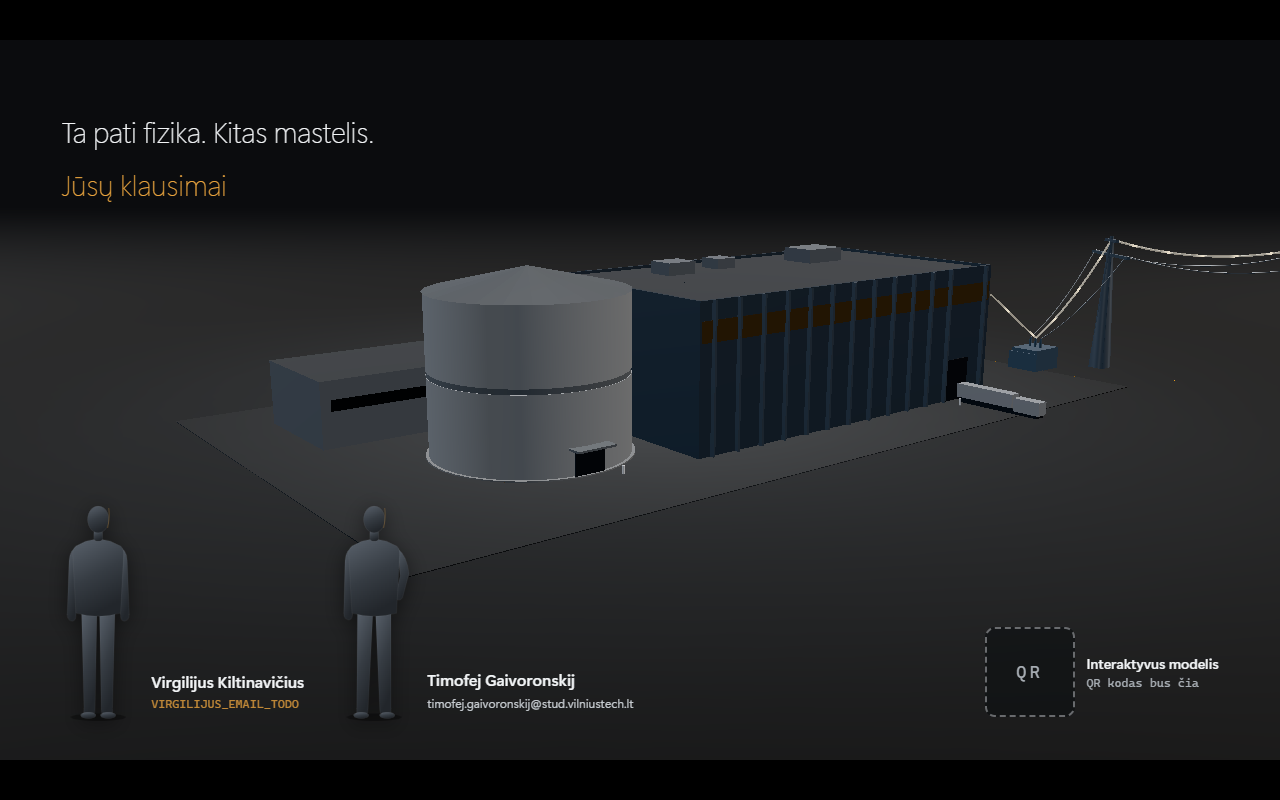 Ta pati fizika. Kitas mastelis.
Jūsų klausimai
Virgilijus Kiltinavičius
VIRGILIJUS_EMAIL_TODO
Timofej Gaivoronskij
timofej.gaivoronskij@stud.vilniustech.lt
QR
Interaktyvus modelis
QR kodas bus čia